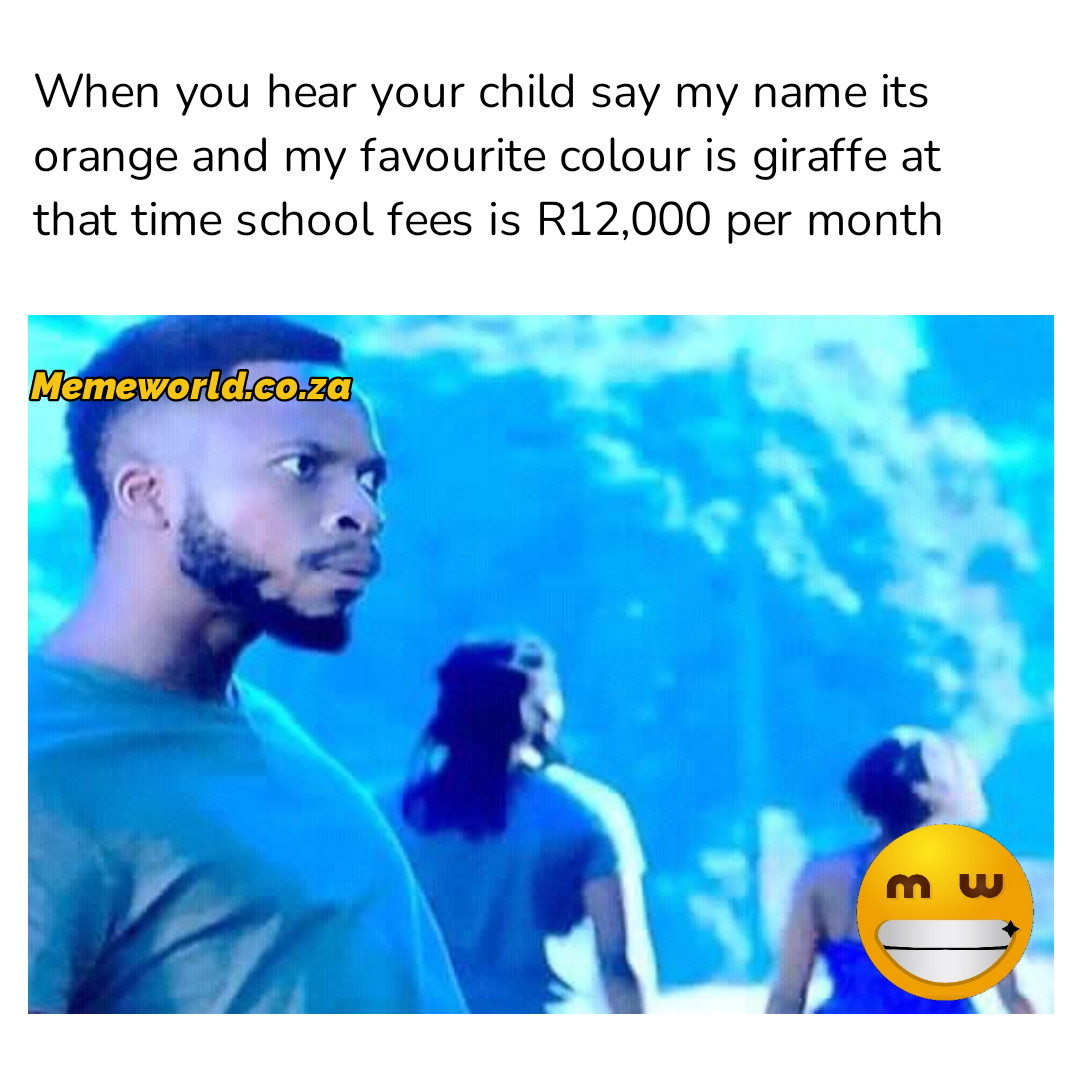 When you hear your child say my name its
orange and my favourite colour is giraffe at
that time school fees is R12,000 per month
Memeworld.co.za
m w